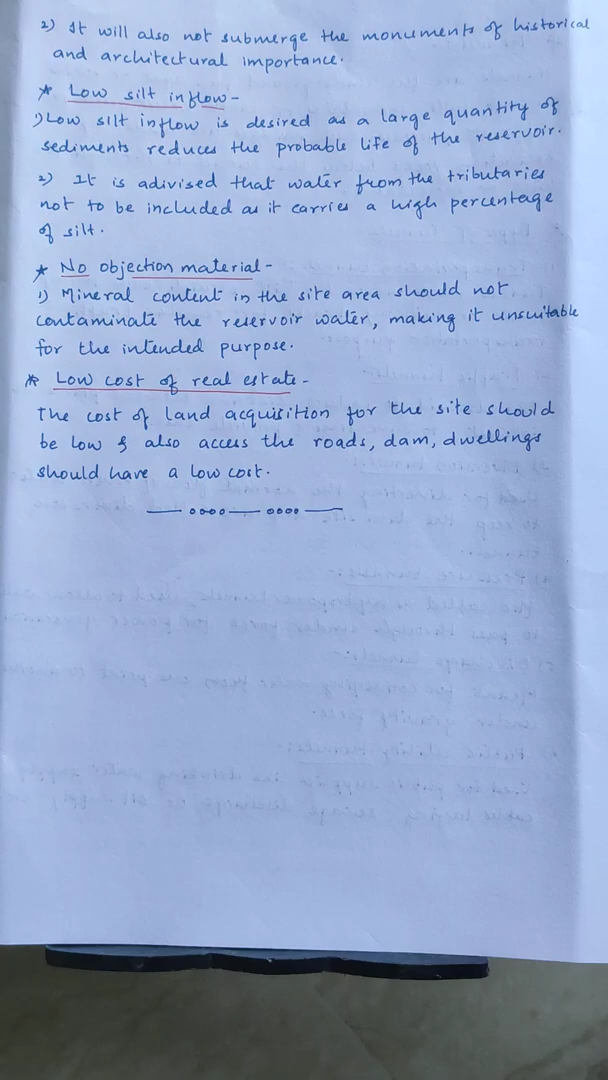 2) It will also not submerge the monuments of historical
and architectural importance.
* Low silt inflow-
1) Low silt inflow is desired as a large quantity of
sediments reduces the probable life of the reservoir.
2) It is adivised that water from the tributaries
not to be included as it carries a high percentage
of silt.
* No objection material-
1) Mineral content in the site area should not
contaminate the reservoir water, making it unsuitable
for the intended purpose.
* Low cost of real estate-
The cost of land acquisition for the site should
be low & also access the roads, dam, dwellings
should have a low cost.